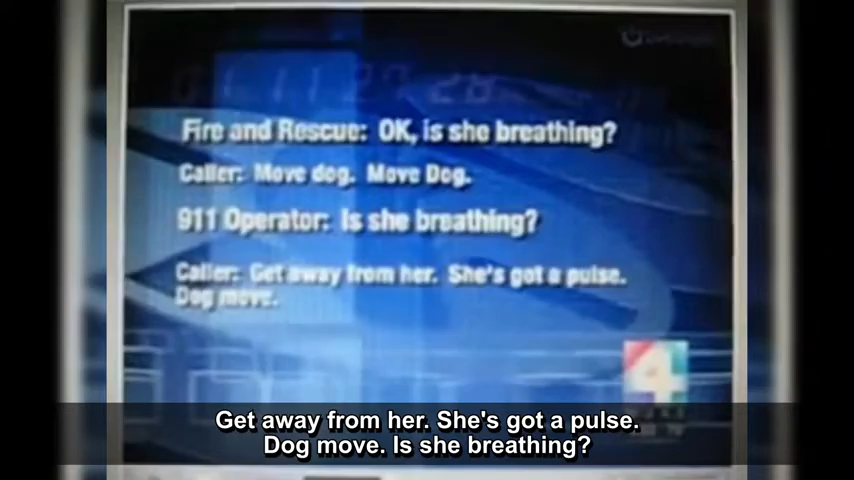 Fire and Rescue: OK, is she breathing?
Caller: Move dog. Move Dog.
911 Operator: Is she breathing?
Caller: Get away from her. She's got a pulse.
Dog move.
4
Get away from her. She's got a pulse.
Dog move. Is she breathing?